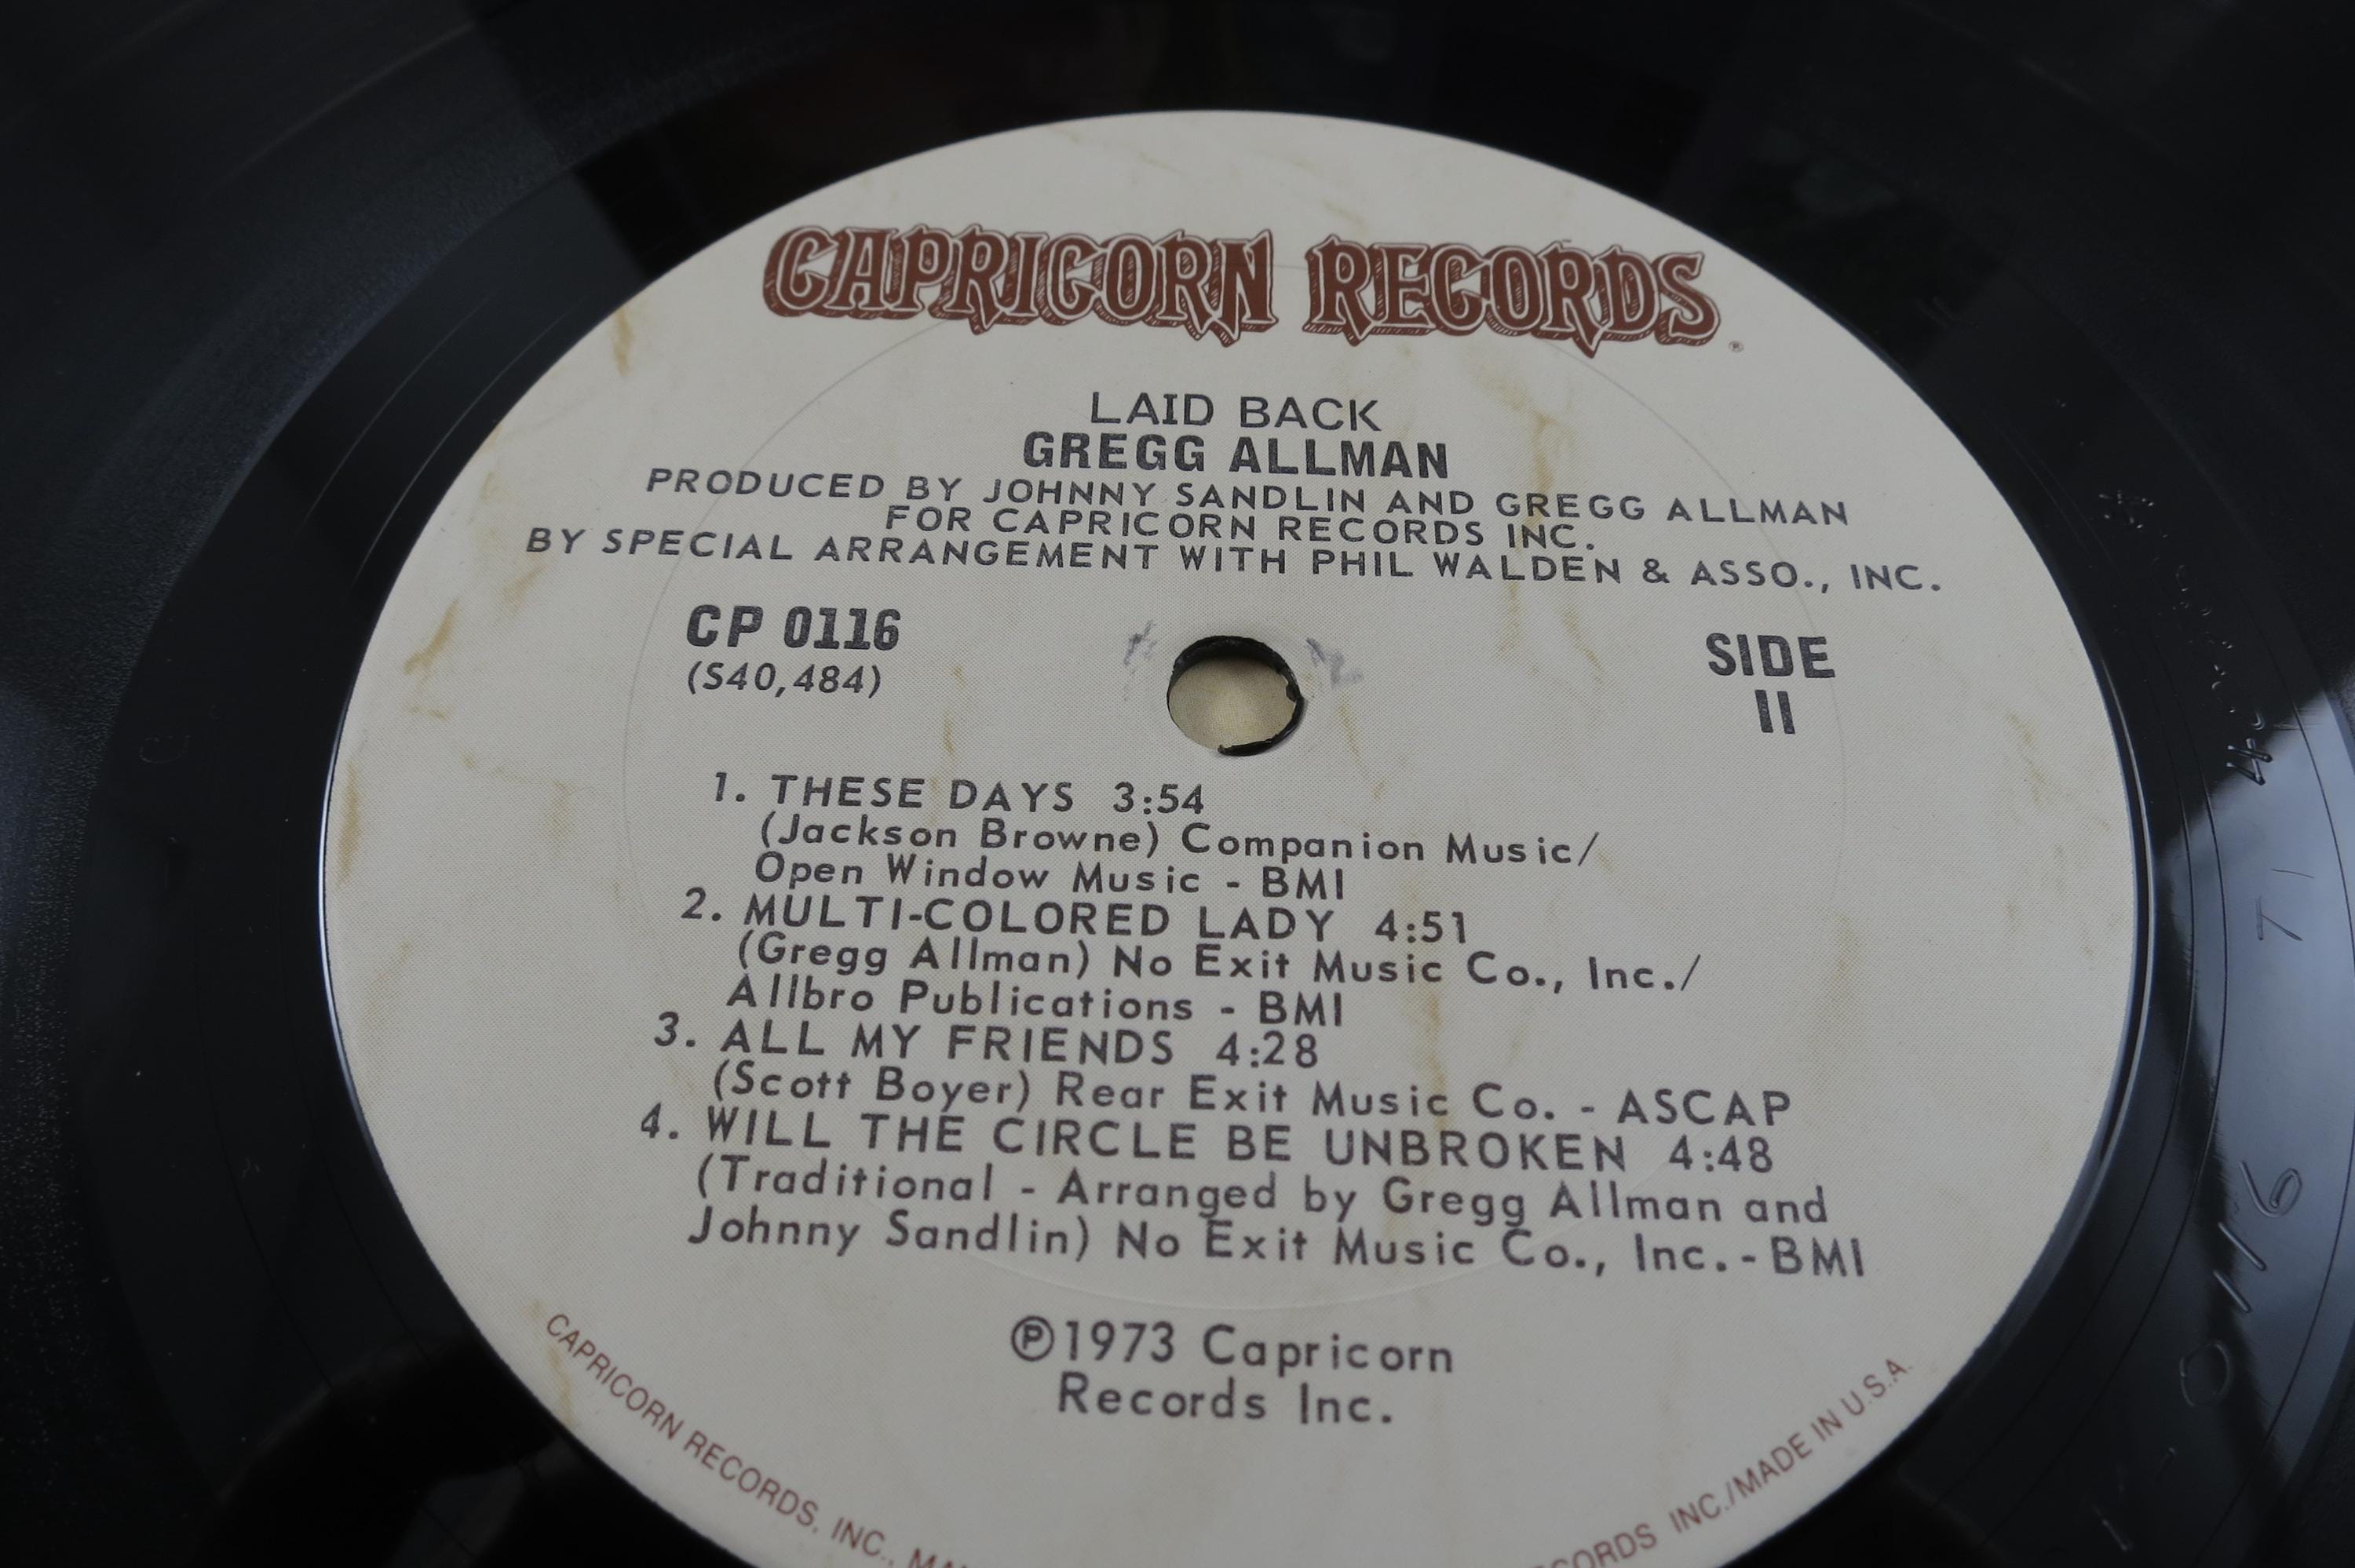 CAPRICORN RECORDS
®
LAID BACK
GREGG ALLMAN
PRODUCED BY JOHNNY SANDLIN AND GREGG ALLMAN
FOR CAPRICORN RECORDS INC.
BY SPECIAL ARRANGEMENT WITH PHIL WALDEN & ASSO., INC.
CP 0116
(S40,484)
SIDE
II
1. THESE DAYS 3:54
(Jackson Browne) Companion Music/
Open Window Music - BMI
2. MULTI-COLORED LADY 4:51
(Gregg Allman) No Exit Music Co., Inc./
Allbro Publications - BMI
3. ALL MY FRIENDS 4:28
(Scott Boyer) Rear Exit Music Co. - ASCAP
4. WILL THE CIRCLE BE UNBROKEN 4:48
(Traditional - Arranged by Gregg Allman and
Johnny Sandlin) No Exit Music Co., Inc.-BMI
℗1973 Capricorn
Records Inc.
CAPRICORN RECORDS, INC.,
INC./MADE IN U.S.A.
0116